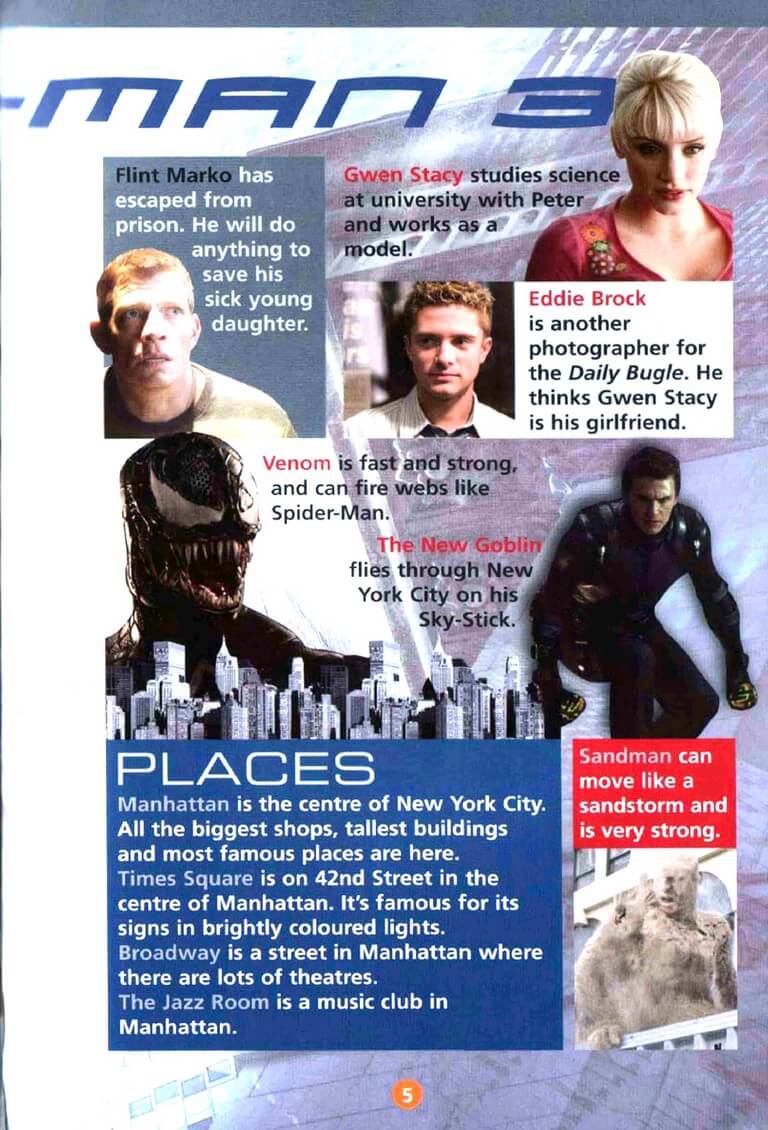 -MAN 3
Flint Marko has
escaped from
prison. He will do
anything to
save his
sick young
daughter.
Gwen Stacy studies science
at university with Peter
and works as a
model.
Eddie Brock
is another
photographer for
the Daily Bugle. He
thinks Gwen Stacy
is his girlfriend.
Venom is fast and strong,
and can fire webs like
Spider-Man.
The New Goblin
flies through New
York City on his
Sky-Stick.
PLACES
Manhattan is the centre of New York City.
All the biggest shops, tallest buildings
and most famous places are here.
Times Square is on 42nd Street in the
centre of Manhattan. It's famous for its
signs in brightly coloured lights.
Broadway is a street in Manhattan where
there are lots of theatres.
The Jazz Room is a music club in
Manhattan.
Sandman can
move like a
sandstorm and
is very strong.
5